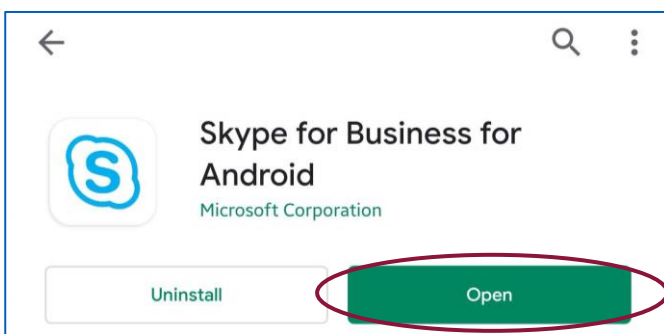 Skype for Business for
Android
Microsoft Corporation
Uninstall
Open